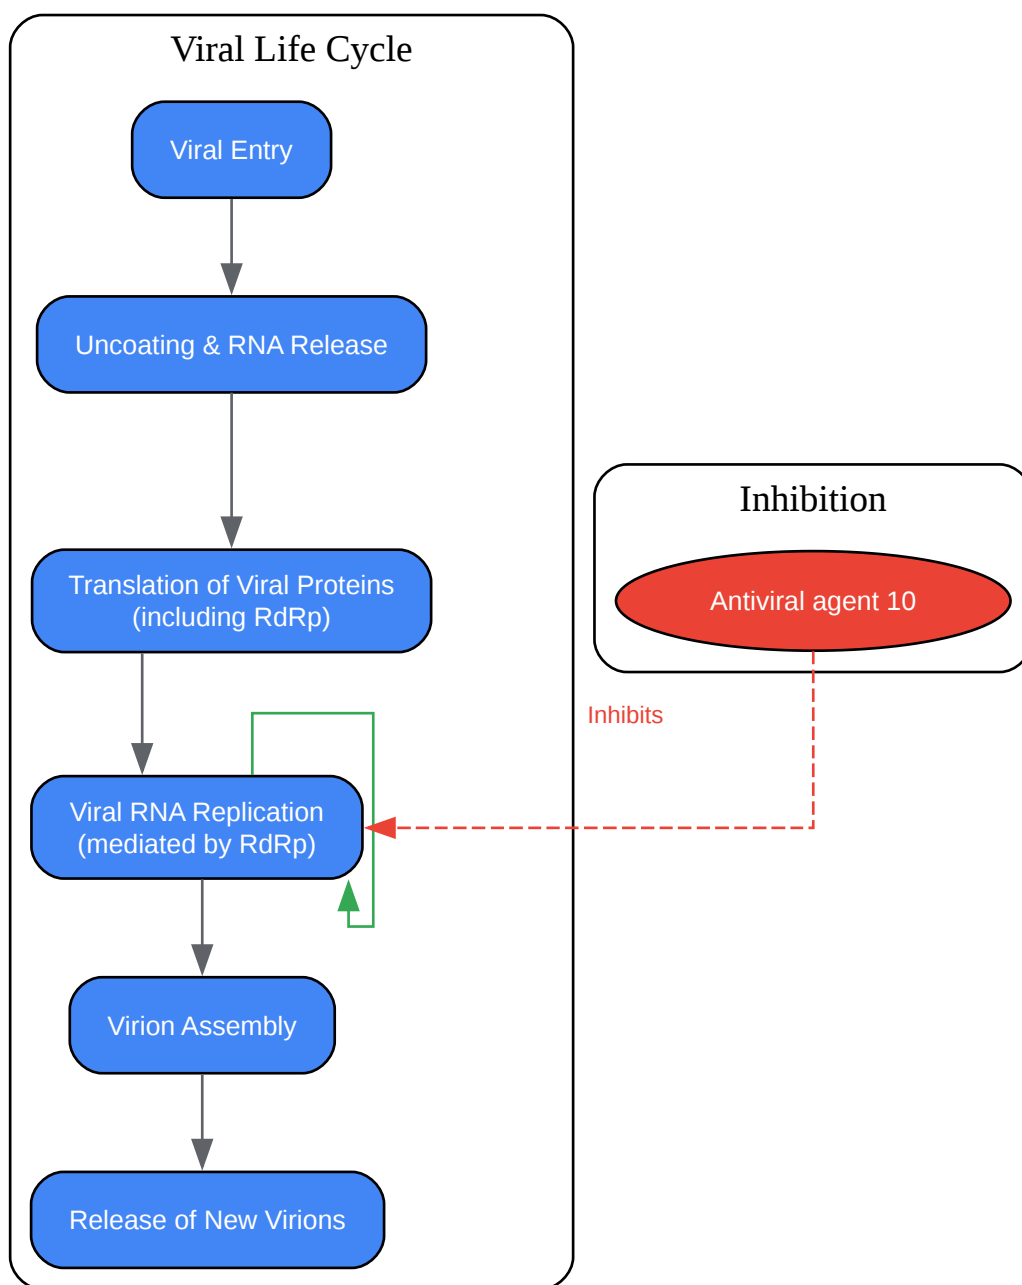 Viral Life Cycle
Viral Entry
Uncoating & RNA Release
Translation of Viral Proteins
(including RdRp)
Inhibition
Antiviral agent 10
Inhibits
Viral RNA Replication
(mediated by RdRp)
Virion Assembly
Release of New Virions